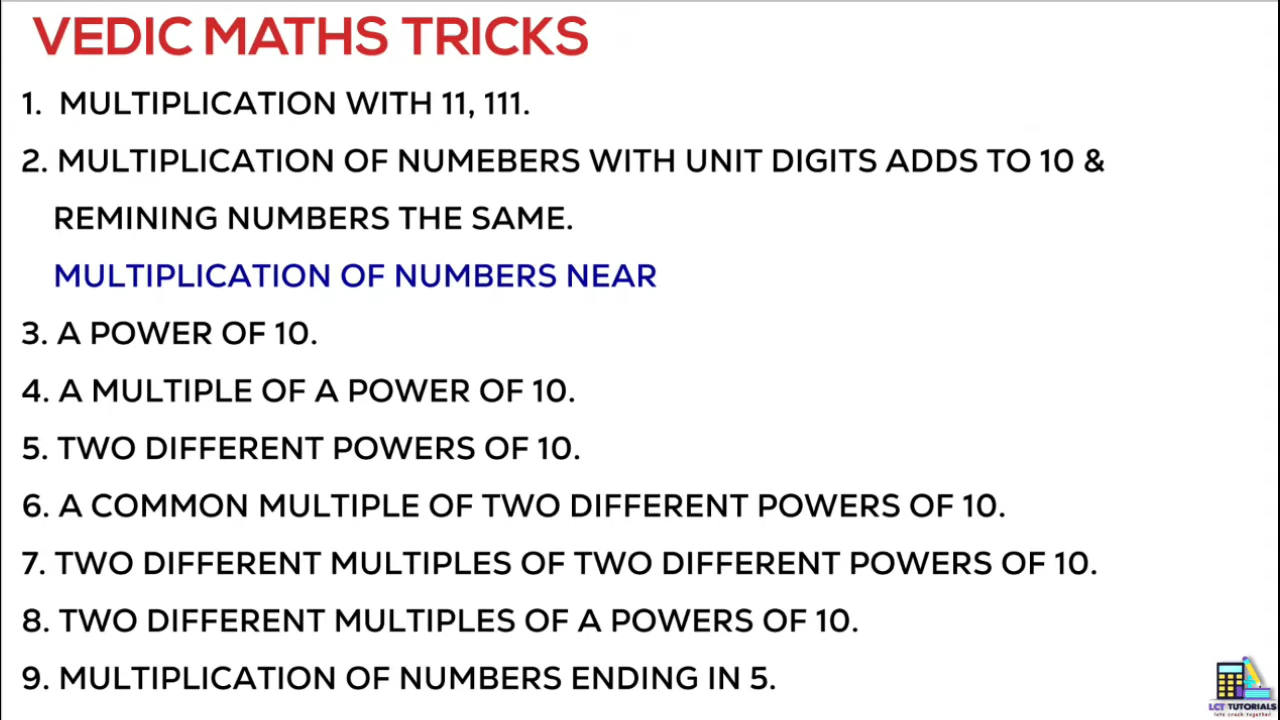 VEDIC MATHS TRICKS
1. MULTIPLICATION WITH 11, 111.
2. MULTIPLICATION OF NUMEBERS WITH UNIT DIGITS ADDS TO 10 &
REMINING NUMBERS THE SAME.
MULTIPLICATION OF NUMBERS NEAR
3. A POWER OF 10.
4. A MULTIPLE OF A POWER OF 10.
5. TWO DIFFERENT POWERS OF 10.
6. A COMMON MULTIPLE OF TWO DIFFERENT POWERS OF 10.
7. TWO DIFFERENT MULTIPLES OF TWO DIFFERENT POWERS OF 10.
8. TWO DIFFERENT MULTIPLES OF A POWERS OF 10.
9. MULTIPLICATION OF NUMBERS ENDING IN 5.
LCT TUTORIALS
lets crack together